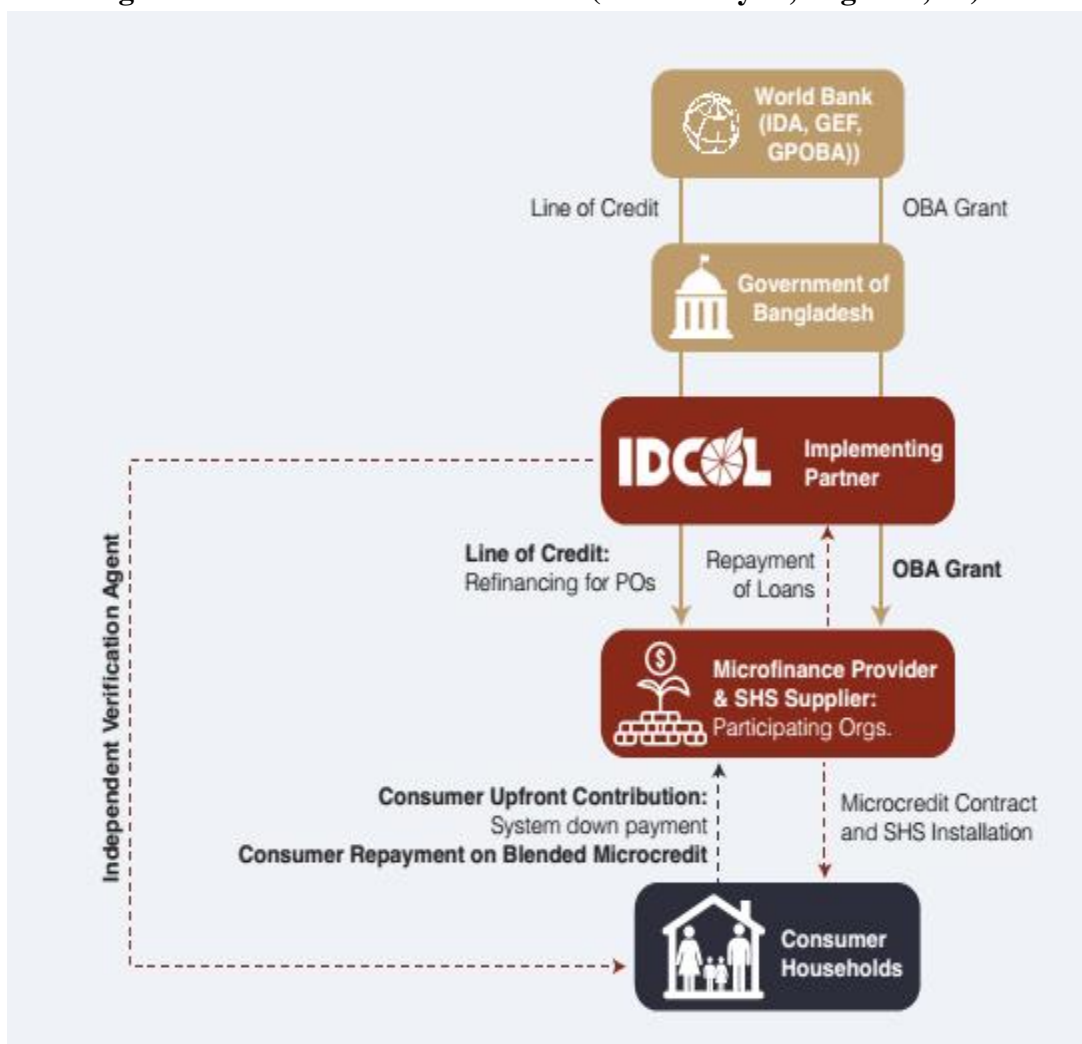 World Bank
(IDA, GEF,
GPOBA))
Line of Credit
OBA Grant
Government of
Bangladesh
IDCOL
Implementing
Partner
Independent Verification Agent
Line of Credit:
Refinancing for POs
Repayment
of Loans
OBA Grant
$
Microfinance Provider
& SHS Supplier:
Participating Orgs.
Consumer Upfront Contribution:
System down payment
Consumer Repayment on Blended Microcredit
Microcredit Contract
and SHS Installation
Consumer
Households